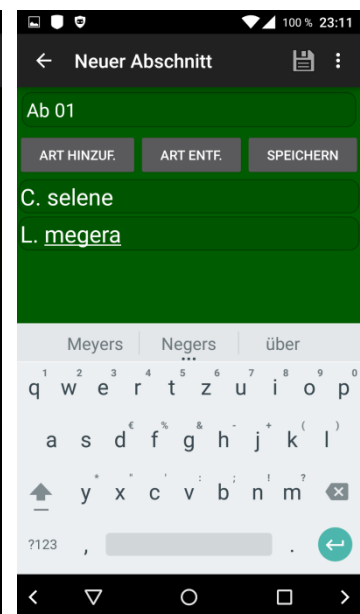 100 % 23:11
Neuer Abschnitt
Ab 01
ART HINZUF. ART ENTF. SPEICHERN
C. selene
L. megera
Meyers Negers über
1 2 3 4 5 6 7 8 9 0
q w e r t z u i o p
€ % & - + ( )
a s d f g h j k l
* " ' : ; ! ?
y x c v b n m
?123 , .